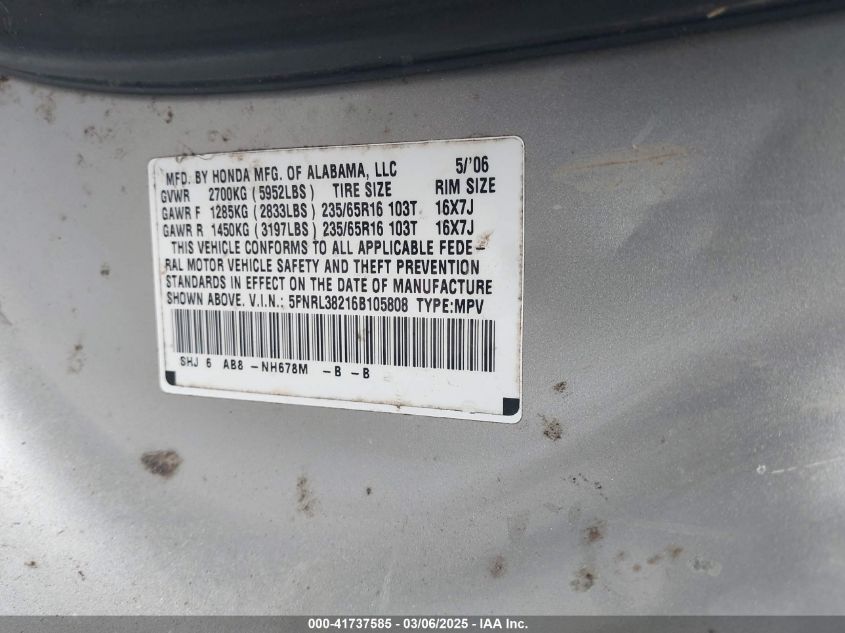 MFD. BY HONDA MFG. OF ALABAMA, LLC 5/'06
GVWR 2700KG (5952LBS) TIRE SIZE RIM SIZE
GAWR F 1285KG (2833LBS) 235/65R16 103T 16X7J
GAWR R 1450KG (3197LBS) 235/65R16 103T 16X7J
THIS VEHICLE CONFORMS TO ALL APPLICABLE FEDE-
RAL MOTOR VEHICLE SAFETY AND THEFT PREVENTION
STANDARDS IN EFFECT ON THE DATE OF MANUFACTURE
SHOWN ABOVE. V.I.N.: 5FNRL38216B105808 TYPE:MPV
SHJ 6 AB8 -NH678M -B -B
000-41737585 - 03/06/2025 - IAA Inc.